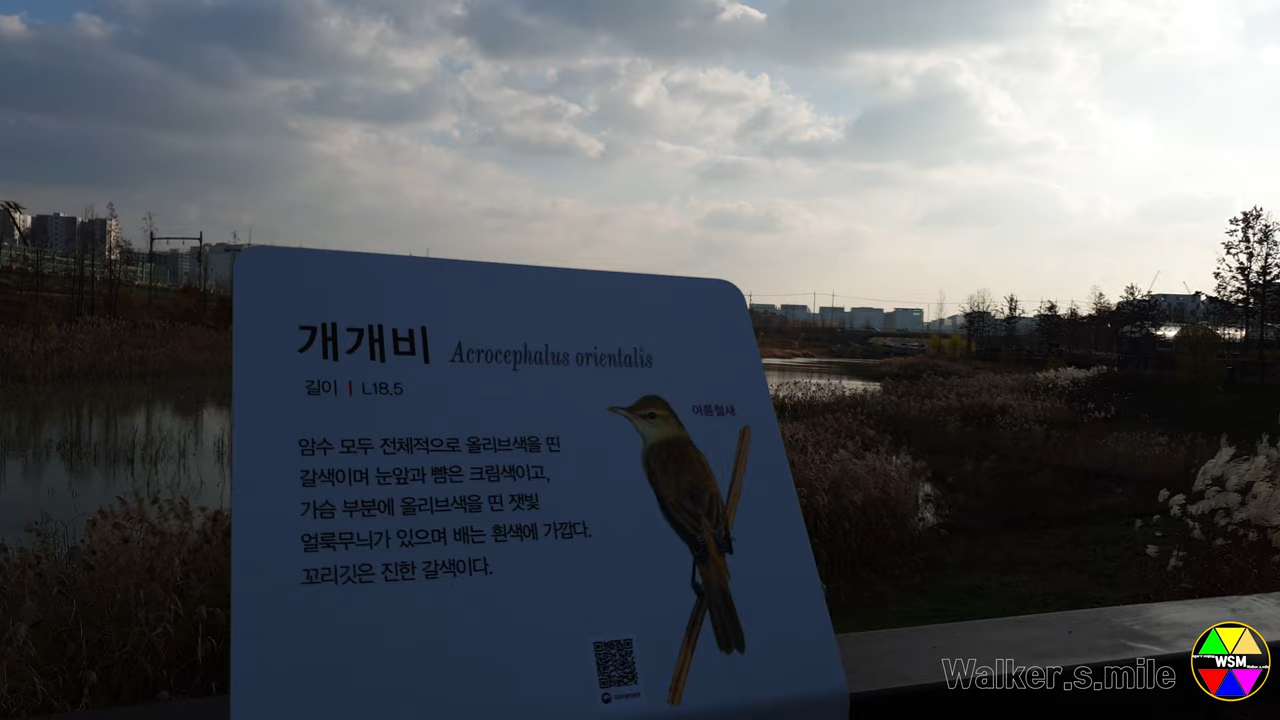 개개비 Acrocephalus orientalis
길이 | L18.5
여름철새
암수 모두 전체적으로 올리브색을 띤
갈색이며 눈앞과 뺨은 크림색이고,
가슴 부분에 올리브색을 띤 잿빛
얼룩무늬가 있으며 배는 흰색에 가깝다.
꼬리깃은 진한 갈색이다.
Walker.s.mile
WSM